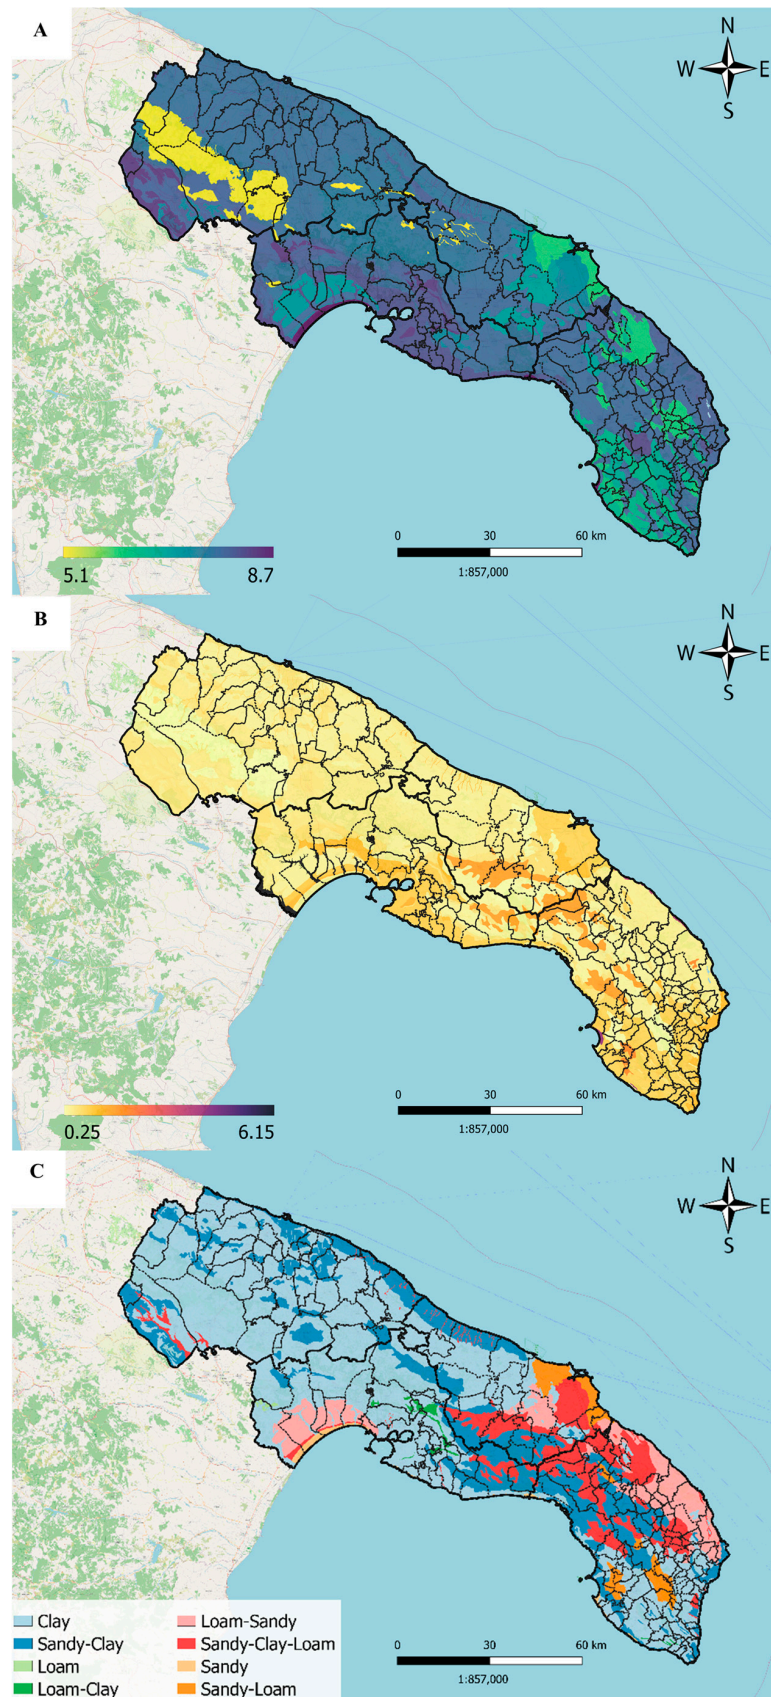 A
N
W E
S
0 30 60 km
1:857,000
5.1 8.7
B
N
W E
S
0 30 60 km
1:857,000
0.25 6.15
C
N
W E
S
Clay Loam-Sandy
Sandy-Clay Sandy-Clay-Loam
Loam Sandy
Loam-Clay Sandy-Loam
0 30 60 km
1:857,000